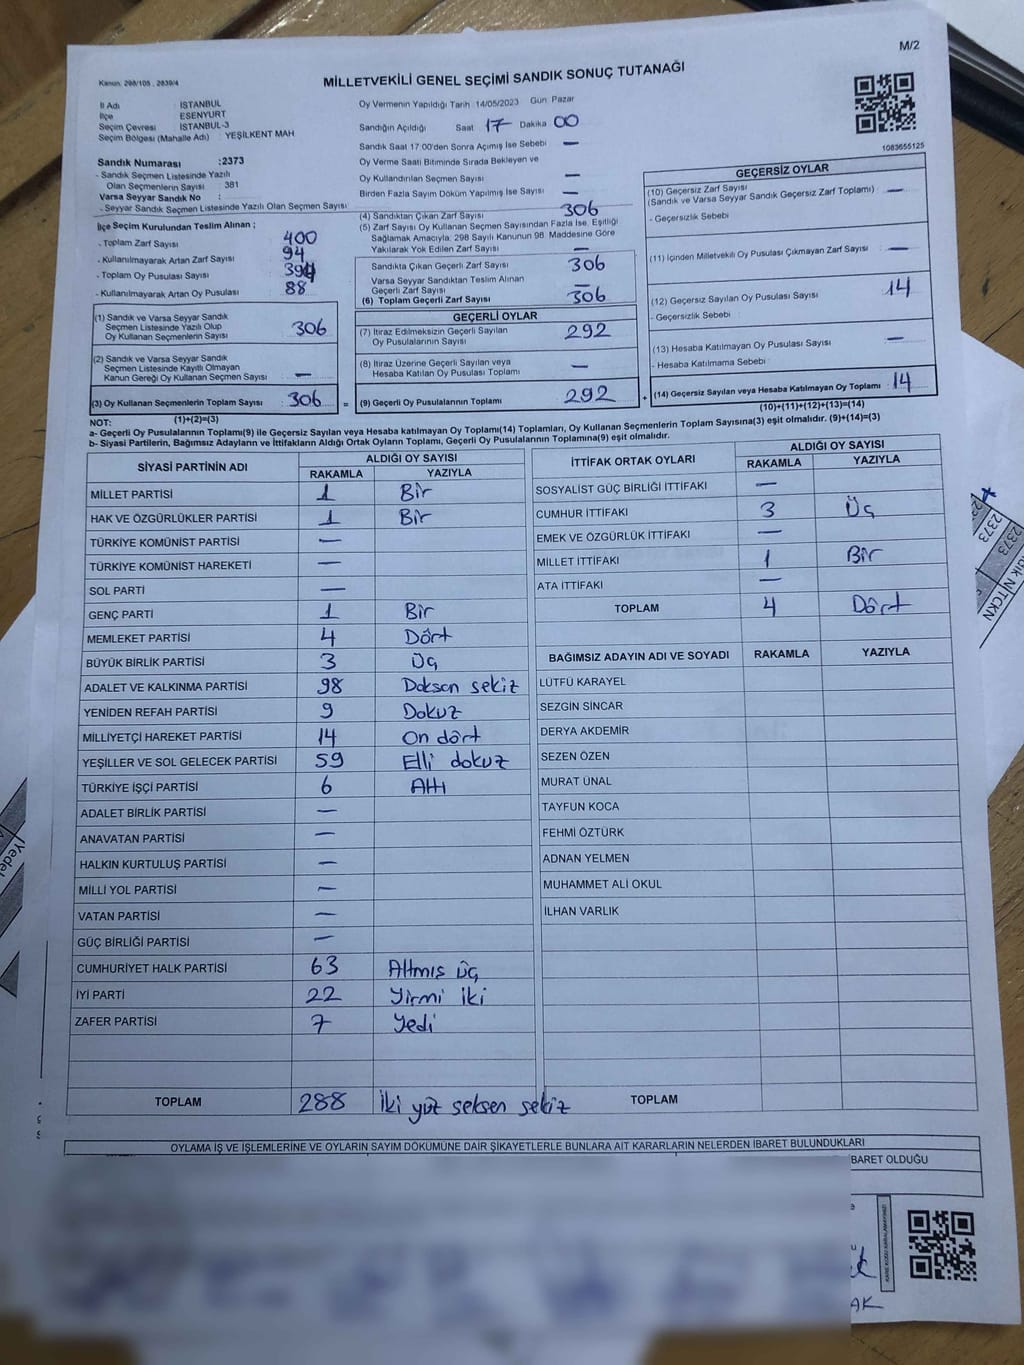 M/2
Kanun: 298/105 , 2839/4
MİLLETVEKİLİ GENEL SEÇİMİ SANDIK SONUÇ TUTANAĞI
İl Adı : İSTANBUL
İlçe : ESENYURT
Seçim Çevresi : İSTANBUL-3
Seçim Bölgesi (Mahalle Adı) : YEŞİLKENT MAH
Sandık Numarası :2373
- Sandık Seçmen Listesinde Yazılı
Olan Seçmenlerin Sayısı : 381
Varsa Seyyar Sandık No :
- Seyyar Sandık Seçmen Listesinde Yazılı Olan Seçmen Sayısı
İlçe Seçim Kurulundan Teslim Alınan ;
- Toplam Zarf Sayısı 400
- Kullanılmayarak Artan Zarf Sayısı 94
- Toplam Oy Pusulası Sayısı
- Kullanılmayarak Artan Oy Pusulası 88
(1) Sandık ve Varsa Seyyar Sandık
Seçmen Listesinde Yazılı Olup
Oy Kullanan Seçmenlerin Sayısı 306
(2) Sandık ve Varsa Seyyar Sandık
Seçmen Listesinde Kayıtlı Olmayan
Kanun Gereği Oy Kullanan Seçmen Sayısı —
(3) Oy Kullanan Seçmenlerin Toplam Sayısı 306
(1)+(2)=(3)
Oy Vermenin Yapıldığı Tarih 14/05/2023 Gün: Pazar
Sandığın Açıldığı Saat 17 Dakika 00
Sandık Saat 17:00'den Sonra Açımış İse Sebebi —
Oy Verme Saati Bitiminde Sırada Bekleyen ve
Oy Kullandırılan Seçmen Sayısı —
Birden Fazla Sayım Döküm Yapılmış İse Sayısı —
(4) Sandıktan Çıkan Zarf Sayısı 306
(5) Zarf Sayısı Oy Kullanan Seçmen Sayısından Fazla İse, Eşitliği
Sağlamak Amacıyla; 298 Sayılı Kanunun 98. Maddesine Göre
Yakılarak Yok Edilen Zarf Sayısı —
Sandıkta Çıkan Geçerli Zarf Sayısı 306
Varsa Seyyar Sandıktan Teslim Alınan
Geçerli Zarf Sayısı —
(6) Toplam Geçerli Zarf Sayısı 306
GEÇERLİ OYLAR
(7) İtiraz Edilmeksizin Geçerli Sayılan
Oy Pusulalarının Sayısı 292
(8) İtiraz Üzerine Geçerli Sayılan veya
Hesaba Katılan Oy Pusulası Toplamı —
= (9) Geçerli Oy Pusulalarının Toplamı 292
1083655125
GEÇERSİZ OYLAR
(10) Geçersiz Zarf Sayısı
(Sandık ve Varsa Seyyar Sandık Geçersiz Zarf Toplamı) —
- Geçersizlik Sebebi
(11) İçinden Milletvekili Oy Pusulası Çıkmayan Zarf Sayısı —
(12) Geçersiz Sayılan Oy Pusulası Sayısı 14
- Geçersizlik Sebebi :
(13) Hesaba Katılmayan Oy Pusulası Sayısı —
- Hesaba Katılmama Sebebi :
+ (14) Geçersiz Sayılan veya Hesaba Katılmayan Oy Toplamı 14
(10)+(11)+(12)+(13)=(14)
NOT:
a- Geçerli Oy Pusulalarının Toplamı(9) ile Geçersiz Sayılan veya Hesaba katılmayan Oy Toplamı(14) Toplamları, Oy Kullanan Seçmenlerin Toplam Sayısına(3) eşit olmalıdır. (9)+(14)=(3)
b- Siyasi Partilerin, Bağımsız Adayların ve İttifakların Aldığı Ortak Oyların Toplamı, Geçerli Oy Pusulalarının Toplamına(9) eşit olmalıdır.
SİYASİ PARTİNİN ADI ALDIĞI OY SAYISI
RAKAMLA YAZIYLA
MİLLET PARTİSİ 1 Bir
HAK VE ÖZGÜRLÜKLER PARTİSİ 1 Bir
TÜRKİYE KOMÜNİST PARTİSİ —
TÜRKİYE KOMÜNİST HAREKETİ —
SOL PARTİ —
GENÇ PARTİ 1 Bir
MEMLEKET PARTİSİ 4 Dört
BÜYÜK BİRLİK PARTİSİ 3 Üç
ADALET VE KALKINMA PARTİSİ 98 Doksan sekiz
YENİDEN REFAH PARTİSİ 9 Dokuz
MİLLİYETÇİ HAREKET PARTİSİ 14 On dört
YEŞİLLER VE SOL GELECEK PARTİSİ 59 Elli dokuz
TÜRKİYE İŞÇİ PARTİSİ 6 Altı
ADALET BİRLİK PARTİSİ —
ANAVATAN PARTİSİ —
HALKIN KURTULUŞ PARTİSİ —
MİLLİ YOL PARTİSİ —
VATAN PARTİSİ —
GÜÇ BİRLİĞİ PARTİSİ —
CUMHURİYET HALK PARTİSİ 63 Altmış üç
İYİ PARTİ 22 Yirmi iki
ZAFER PARTİSİ 7 Yedi
TOPLAM 288 İki yüz seksen sekiz
İTTİFAK ORTAK OYLARI ALDIĞI OY SAYISI
RAKAMLA YAZIYLA
SOSYALİST GÜÇ BİRLİĞİ İTTİFAKI —
CUMHUR İTTİFAKI 3 Üç
EMEK VE ÖZGÜRLÜK İTTİFAKI —
MİLLET İTTİFAKI 1 Bir
ATA İTTİFAKI —
TOPLAM 4 Dört
BAĞIMSIZ ADAYIN ADI VE SOYADI RAKAMLA YAZIYLA
LÜTFÜ KARAYEL
SEZGİN SİNCAR
DERYA AKDEMİR
SEZEN ÖZEN
MURAT ÜNAL
TAYFUN KOCA
FEHMİ ÖZTÜRK
ADNAN YELMEN
MUHAMMET ALİ OKUL
İLHAN VARLIK
TOPLAM
OYLAMA İŞ VE İŞLEMLERİNE VE OYLARIN SAYIM DÖKÜMÜNE DAİR ŞİKAYETLERLE BUNLARA AİT KARARLARIN NELERDEN İBARET BULUNDUKLARI
BARET OLDUĞU
AK
2373
2373
TCKN
Yedel